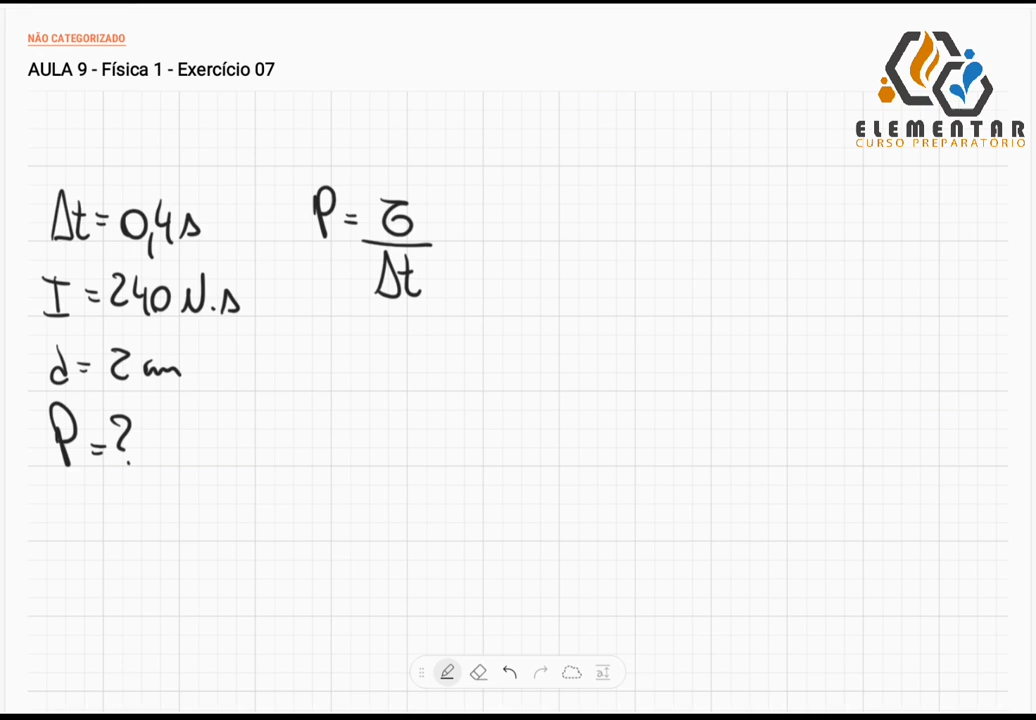 NÃO CATEGORIZADO
AULA 9 - Física 1 - Exercício 07
ELEMENTAR
CURSO PREPARATÓRIO
Δt = 0,4 s
I = 240 N.s
d = 2 cm
P = ?
P = τ / Δt